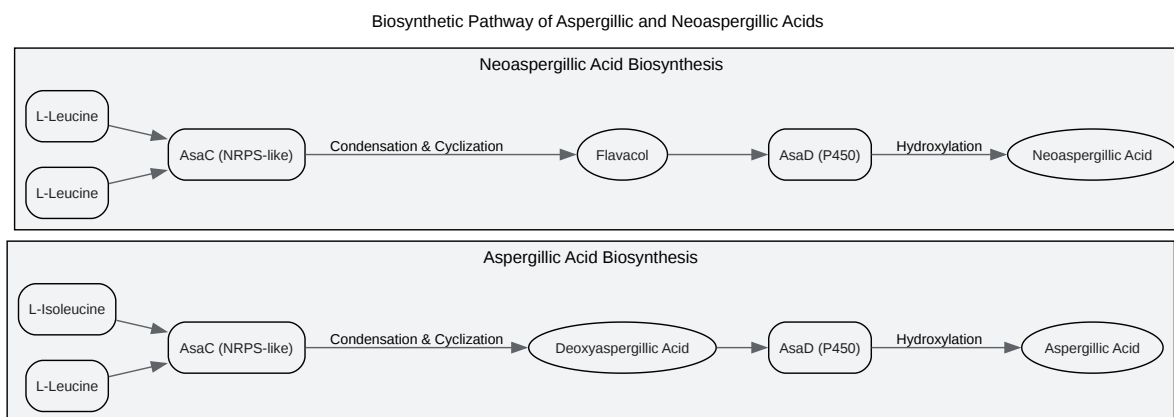 Biosynthetic Pathway of Aspergillic and Neoaspergillic Acids
Neoaspergillic Acid Biosynthesis
L-Leucine
L-Leucine
AsaC (NRPS-like)
Condensation & Cyclization
Flavacol
AsaD (P450)
Hydroxylation
Neoaspergillic Acid
Aspergillic Acid Biosynthesis
L-Isoleucine
L-Leucine
AsaC (NRPS-like)
Condensation & Cyclization
Deoxyaspergillic Acid
AsaD (P450)
Hydroxylation
Aspergillic Acid